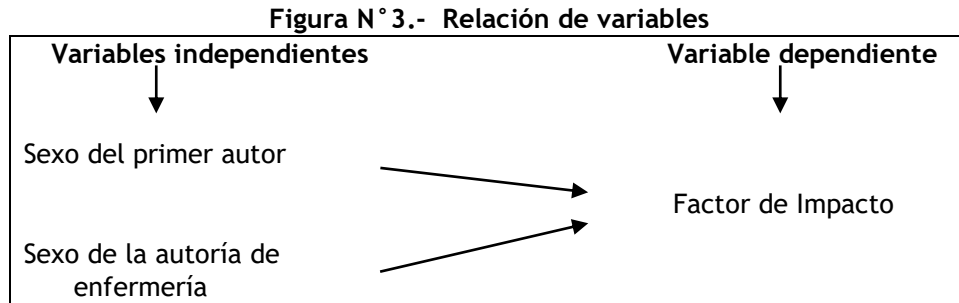 Figura N°3.- Relación de variables
Variables independientes Variable dependiente
Sexo del primer autor
Factor de Impacto
Sexo de la autoría de
enfermería